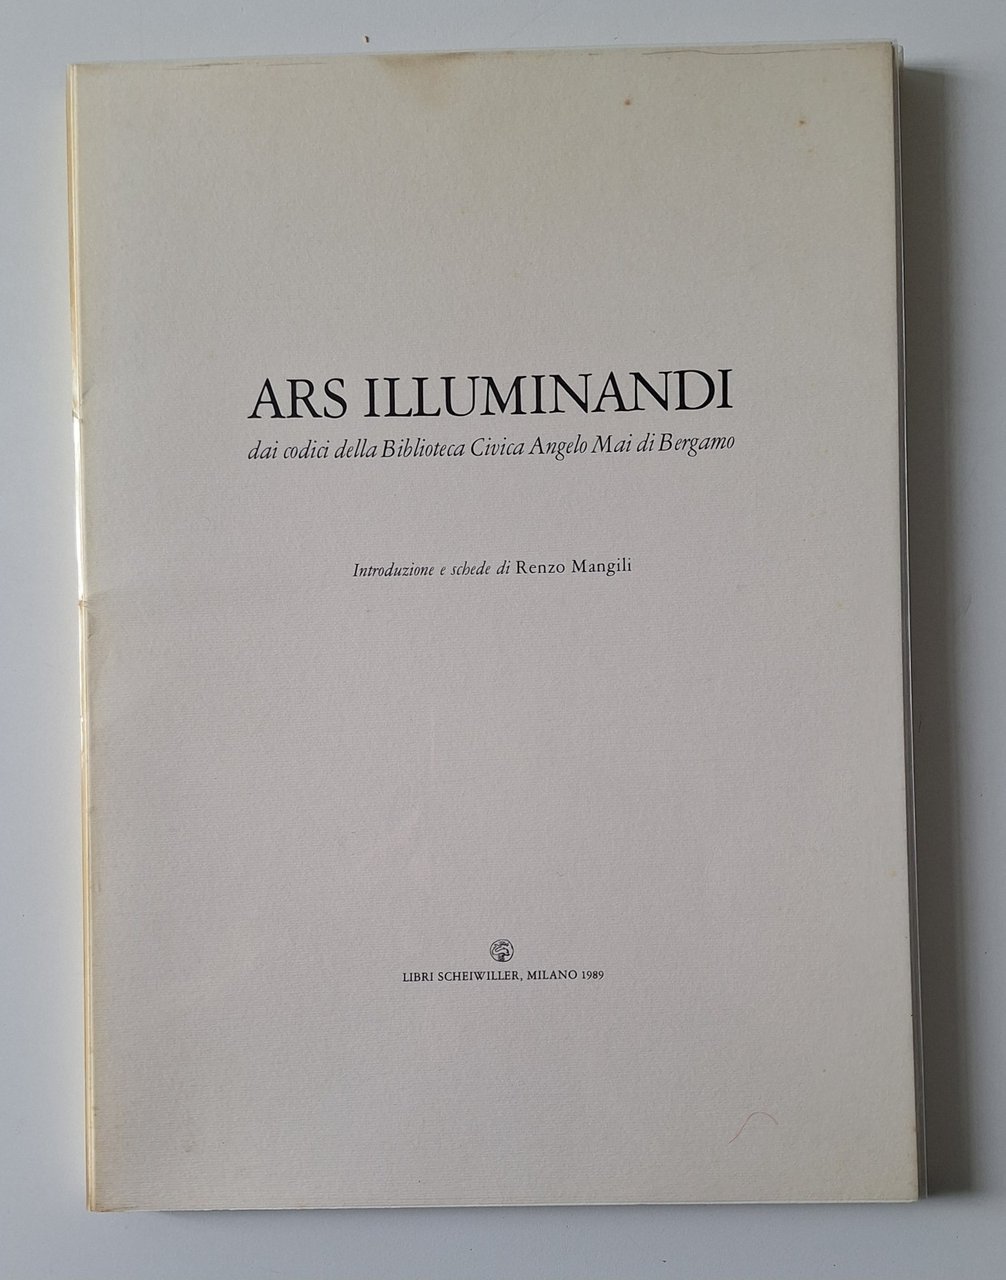 ARS ILLUMINANDI
dai codici della Biblioteca Civica Angelo Mai di Bergamo
Introduzione e schede di Renzo Mangili
LIBRI SCHEIWILLER, MILANO 1989